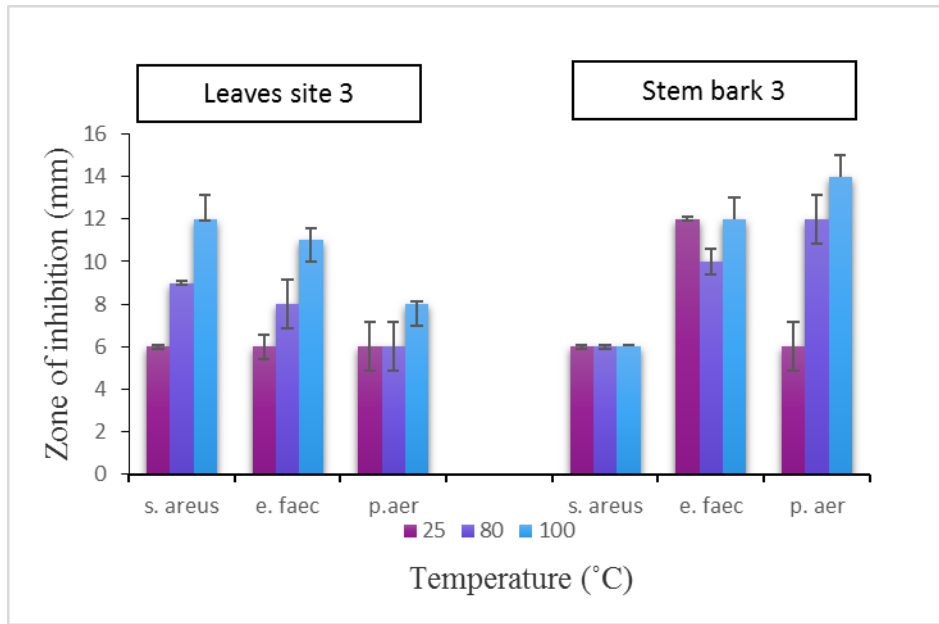 Leaves site 3
Stem bark 3
Zone of inhibition (mm)
16
14
12
10
8
6
4
2
0
s. areus e. faec p.aer s. areus e. faec p. aer
25 80 100
Temperature (˚C)